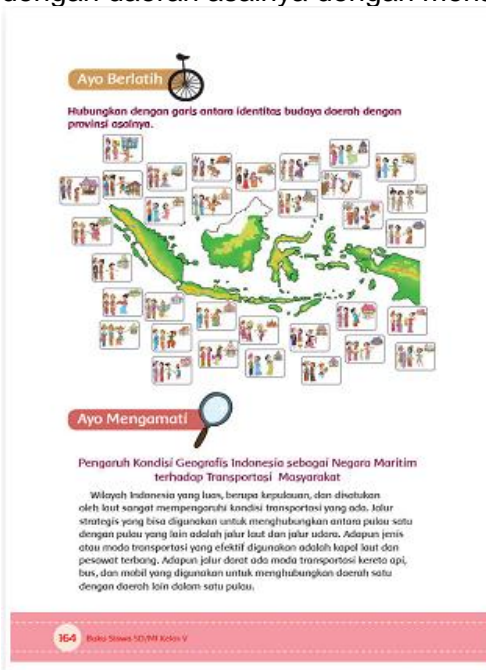 dengan daerah asalnya dengan
Ayo Berlatih
Hubungkan dengan garis antara identitas budaya daerah dengan
provinsi asalnya.
Ayo Mengamati
Pengaruh Kondisi Geografis Indonesia sebagai Negara Maritim
terhadap Transportasi Masyarakat
Wilayah Indonesia yang luas, berupa kepulauan, dan disatukan
oleh laut sangat mempengaruhi kondisi transportasi yang ada. Jalur
strategis yang bisa digunakan untuk menghubungkan antara pulau satu
dengan pulau yang lain adalah jalur laut dan jalur udara. Adapun jenis
atau moda transportasi yang efektif digunakan adalah kapal laut dan
pesawat terbang. Adapun jalur darat ada moda transportasi kereta api,
bus, dan mobil yang digunakan untuk menghubungkan daerah satu
dengan daerah lain dalam satu pulau.
164 Buku Siswa SD/MI Kelas V